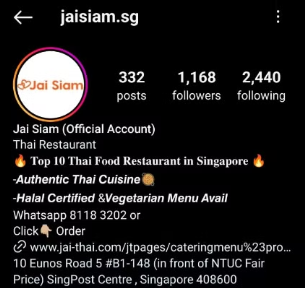 jaisiam.sg
Jai Siam
332 1,168 2,440
posts followers following
Jai Siam (Official Account)
Thai Restaurant
🔥 Top 10 Thai Food Restaurant in Singapore 🔥
-Authentic Thai Cuisine🥘
-Halal Certified &Vegetarian Menu Avail
Whatsapp 8118 3202 or
Click👇🏼 Order
www.jai-thai.com/jtpages/cateringmenu%23pro...
10 Eunos Road 5 #B1-148 (in front of NTUC Fair
Price) SingPost Centre , Singapore 408600